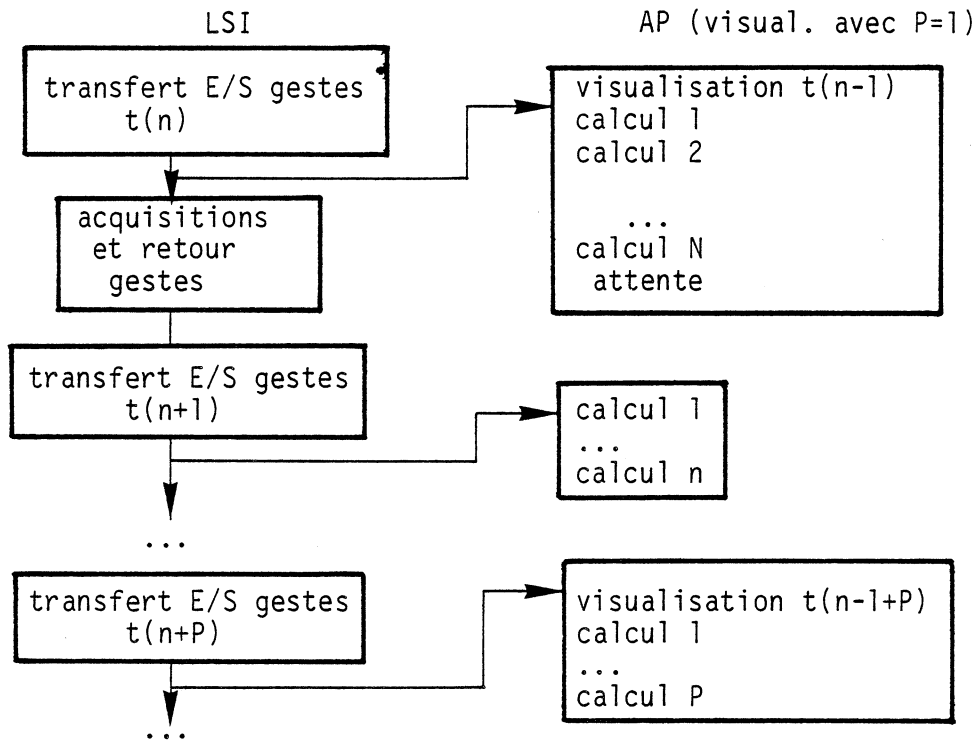 LSI
AP (visual. avec P=1)
transfert E/S gestes
t(n)
visualisation t(n-1)
calcul 1
calcul 2
...
calcul N
attente
acquisitions
et retour
gestes
transfert E/S gestes
t(n+1)
calcul 1
...
calcul n
...
transfert E/S gestes
t(n+P)
visualisation t(n-1+P)
calcul 1
...
calcul P
...